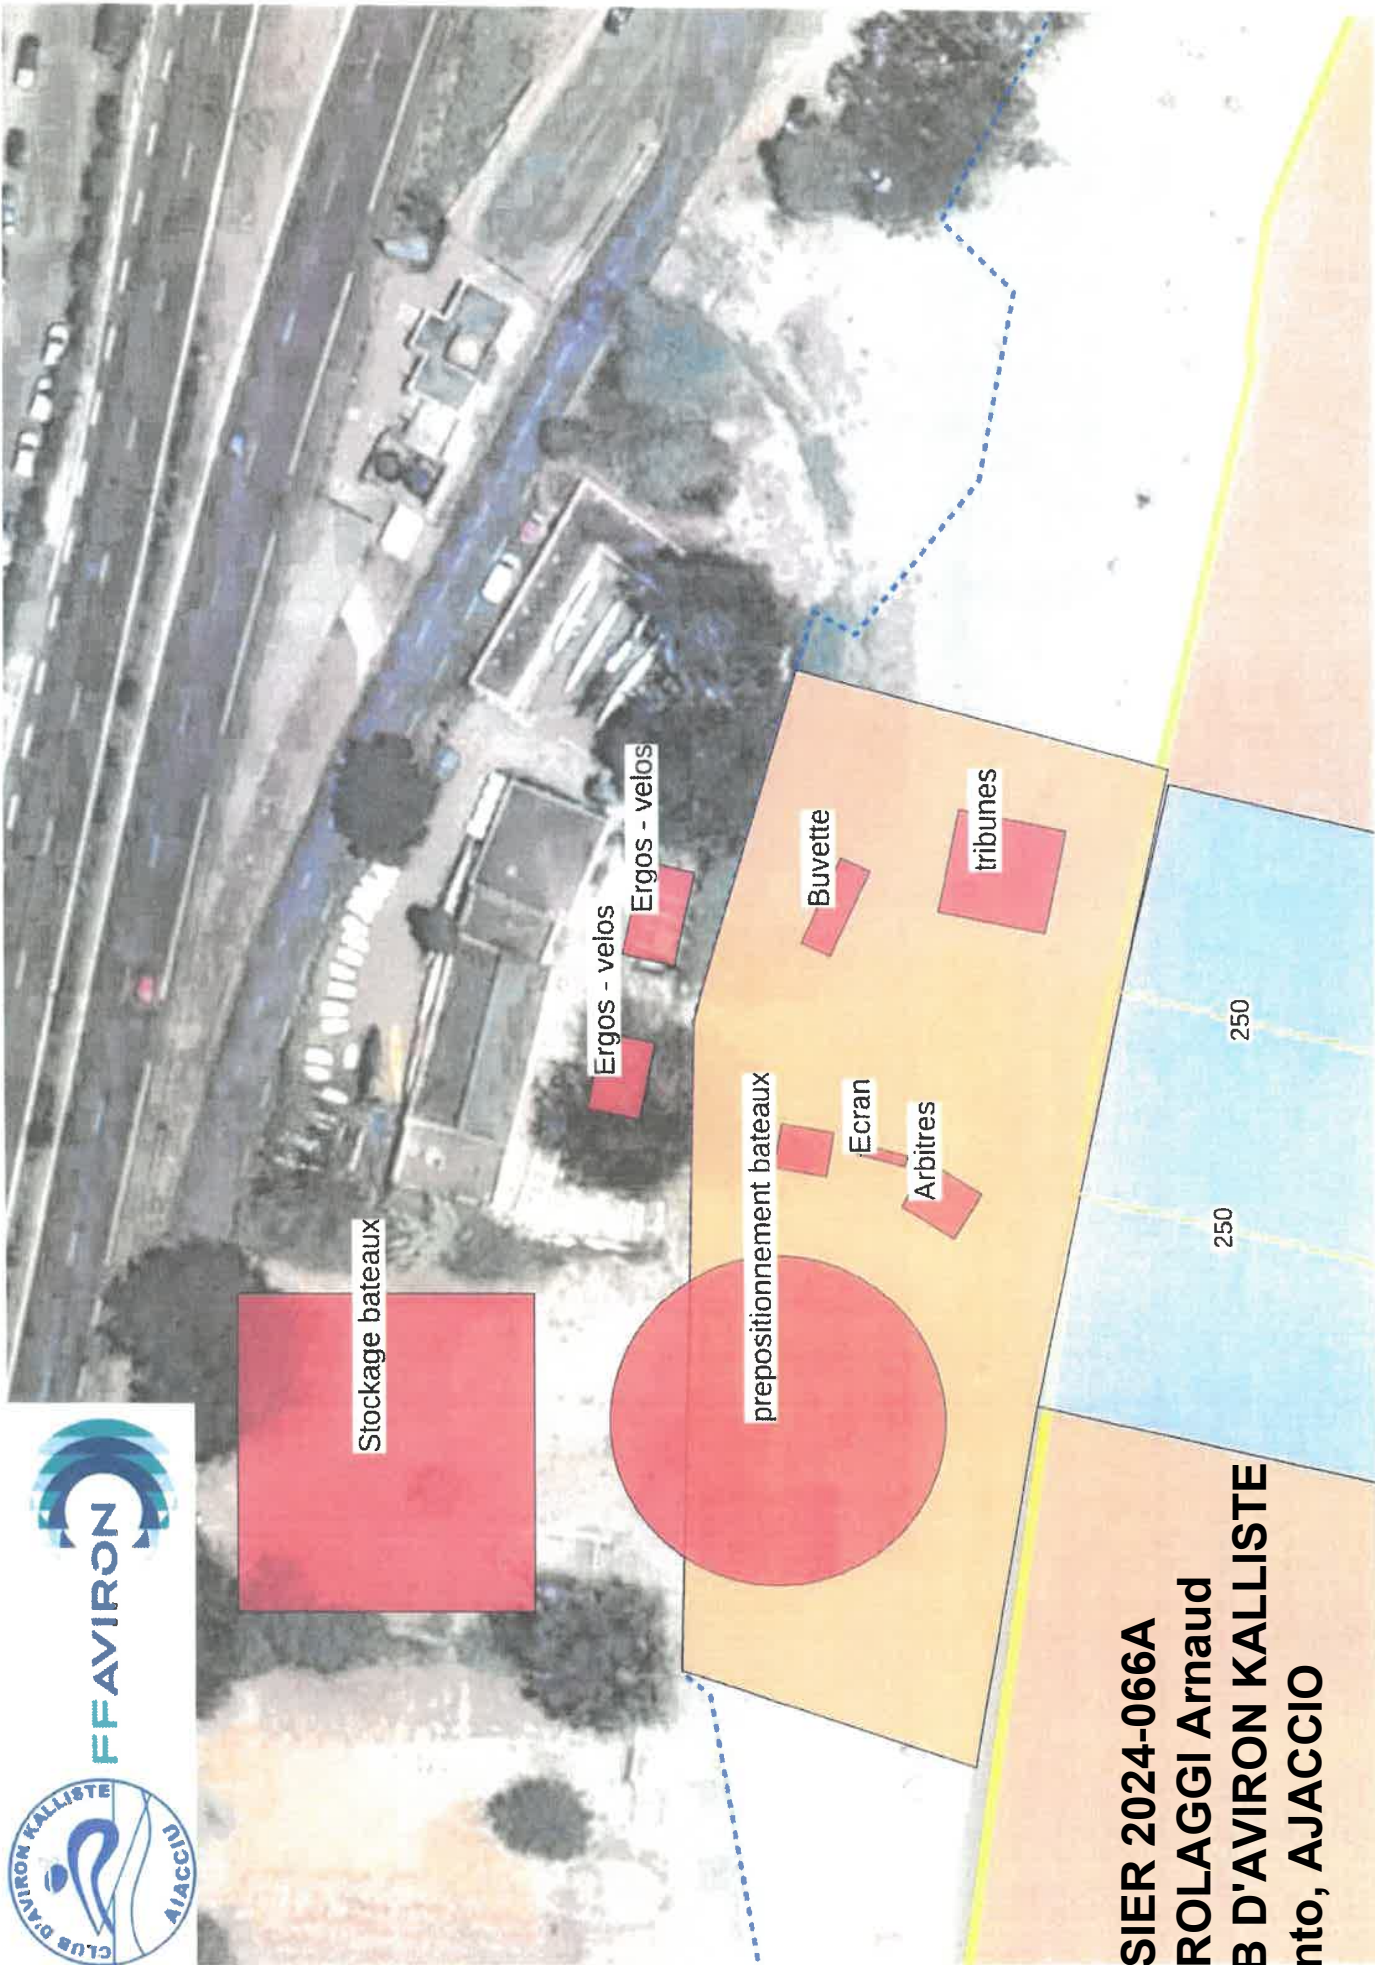 CLUB D'AVIRON KALLISTE
AIACCIU
FFAVIRON
Stockage bateaux
Ergos - velos
Ergos - velos
prepositionnement bateaux
Ecran
Arbitres
Buvette
tribunes
250
250
SIER 2024-066A
ROLAGGI Arnaud
B D'AVIRON KALLISTE
nto, AJACCIO